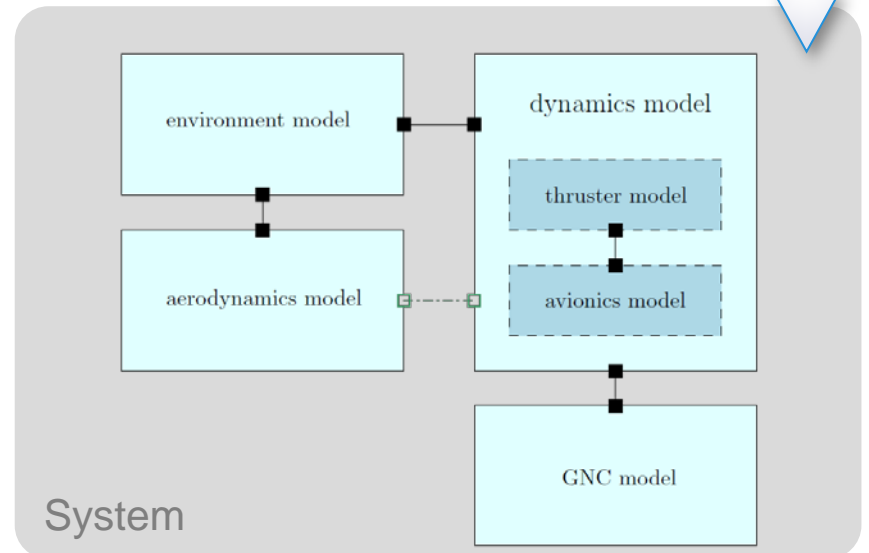 environment model
dynamics model
thruster model
aerodynamics model
avionics model
GNC model
System